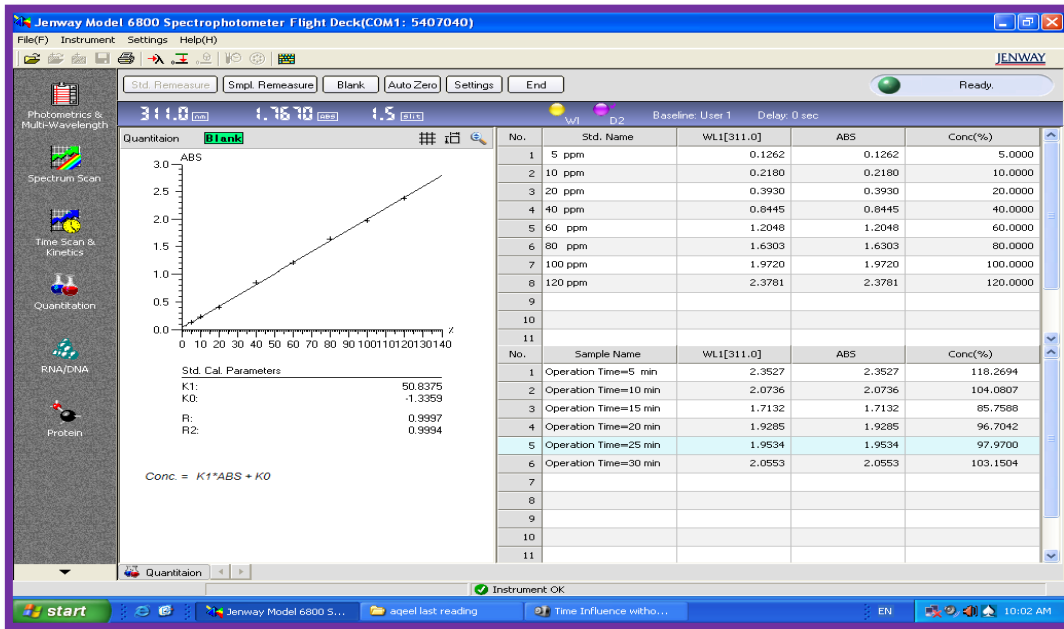 Jenway Model 6800 Spectrophotometer Flight Deck(COM1: 5407040)
File(F) Instrument Settings Help(H)
JENWAY
Std. Remeasure Smpl. Remeasure Blank Auto Zero Settings End Ready.
311.0 nm 1.7670 ABS 1.5 Slit WI D2 Baseline: User 1 Delay: 0 sec
Photometrics &
Multi-Wavelength
Spectrum Scan
Time Scan &
Kinetics
Quantitation
RNA/DNA
Protein
Quantitaion Blank
ABS
3.0
2.5
2.0
1.5
1.0
0.5
0.0
0 10 20 30 40 50 60 70 80 90 100110120130140 %
Std. Cal. Parameters
K1: 50.8375
K0: -1.3359
R: 0.9997
R2: 0.9994
Conc. = K1*ABS + K0
No. Std. Name WL1[311.0] ABS Conc(%)
1 5 ppm 0.1262 0.1262 5.0000
2 10 ppm 0.2180 0.2180 10.0000
3 20 ppm 0.3930 0.3930 20.0000
4 40 ppm 0.8445 0.8445 40.0000
5 60 ppm 1.2048 1.2048 60.0000
6 80 ppm 1.6303 1.6303 80.0000
7 100 ppm 1.9720 1.9720 100.0000
8 120 ppm 2.3781 2.3781 120.0000
9
10
11
No. Sample Name WL1[311.0] ABS Conc(%)
1 Operation Time=5 min 2.3527 2.3527 118.2694
2 Operation Time=10 min 2.0736 2.0736 104.0807
3 Operation Time=15 min 1.7132 1.7132 85.7588
4 Operation Time=20 min 1.9285 1.9285 96.7042
5 Operation Time=25 min 1.9534 1.9534 97.9700
6 Operation Time=30 min 2.0553 2.0553 103.1504
7
8
9
10
11
Quantitaion
Instrument OK
start Jenway Model 6800 S... aqeel last reading Time Influence witho... EN 10:02 AM